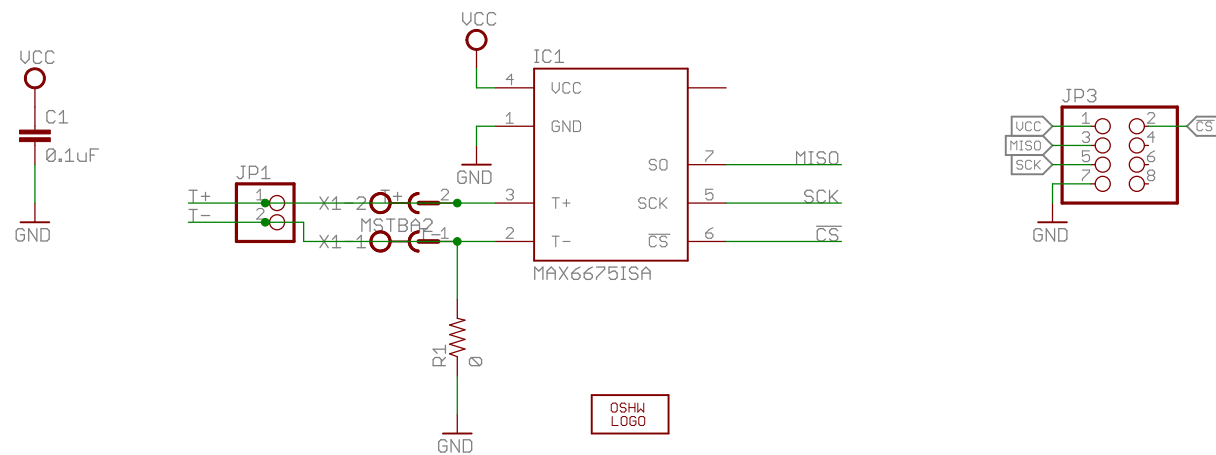 VCC
C1
0.1uF
GND
VCC
IC1
4 VCC
1 GND
GND
SO 7 MISO
3 T+
SCK 5 SCK
2 T-
CS 6 CS
MAX6675ISA
JP1
T+ 1
T- 2
X1-2 T+ 2
MSTBA2
X1-1 T- 1
R1
0
GND
OSHW
LOGO
JP3
VCC 1 2 CS
MISO 3 4
SCK 5 6
7 8
GND